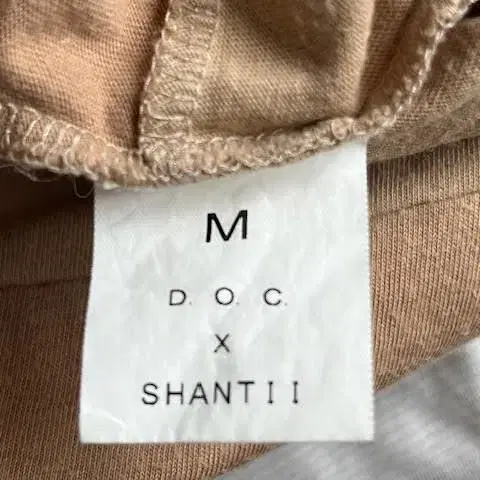 M
D. O. C.
X
SHANTII